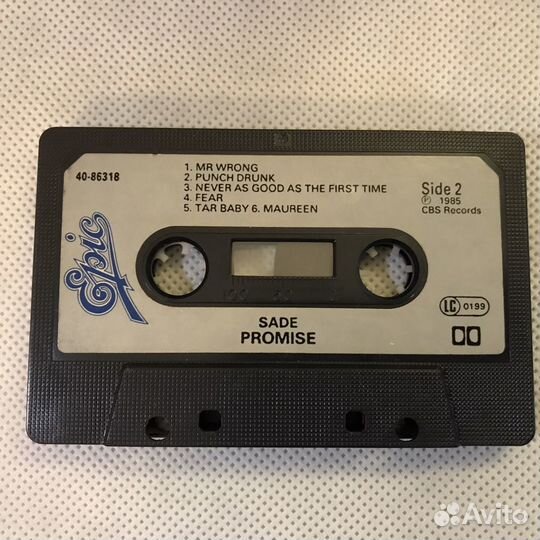 40-86318
1. MR WRONG
2. PUNCH DRUNK
3. NEVER AS GOOD AS THE FIRST TIME
4. FEAR
5. TAR BABY 6. MAUREEN
Side 2
℗ 1985
CBS Records
Epic
LC 0199
SADE
PROMISE
Avito